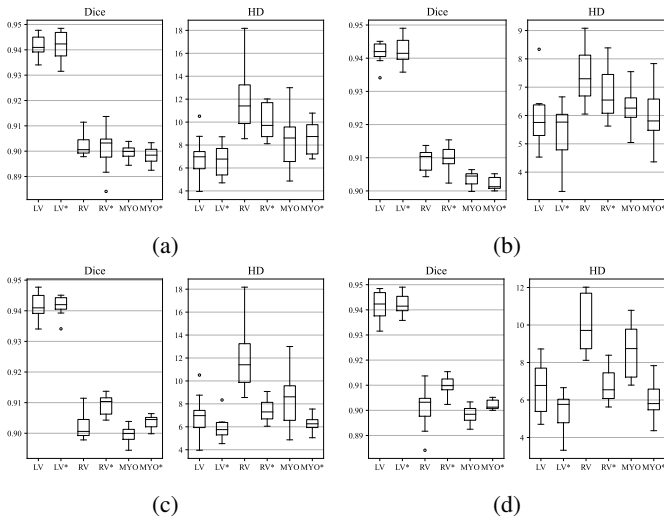 Dice HD Dice HD
0.95 18 0.95 9
0.94 16 0.94 8
0.93 14 0.93 7
0.92 12 0.92 6
0.91 10 0.91 5
0.90 8 0.90 4
0.89 6
4
LV LV* RV RV* MYO MYO* LV LV* RV RV* MYO MYO* LV LV* RV RV* MYO MYO* LV LV* RV RV* MYO MYO*
(a) (b)
Dice HD Dice HD
0.95 18 0.95 12
0.94 16 0.94 10
0.93 14 0.93 8
0.92 12 0.92 6
0.91 10 0.91 4
0.90 8 0.90
6 0.89
4
LV LV* RV RV* MYO MYO* LV LV* RV RV* MYO MYO* LV LV* RV RV* MYO MYO* LV LV* RV RV* MYO MYO*
(c) (d)